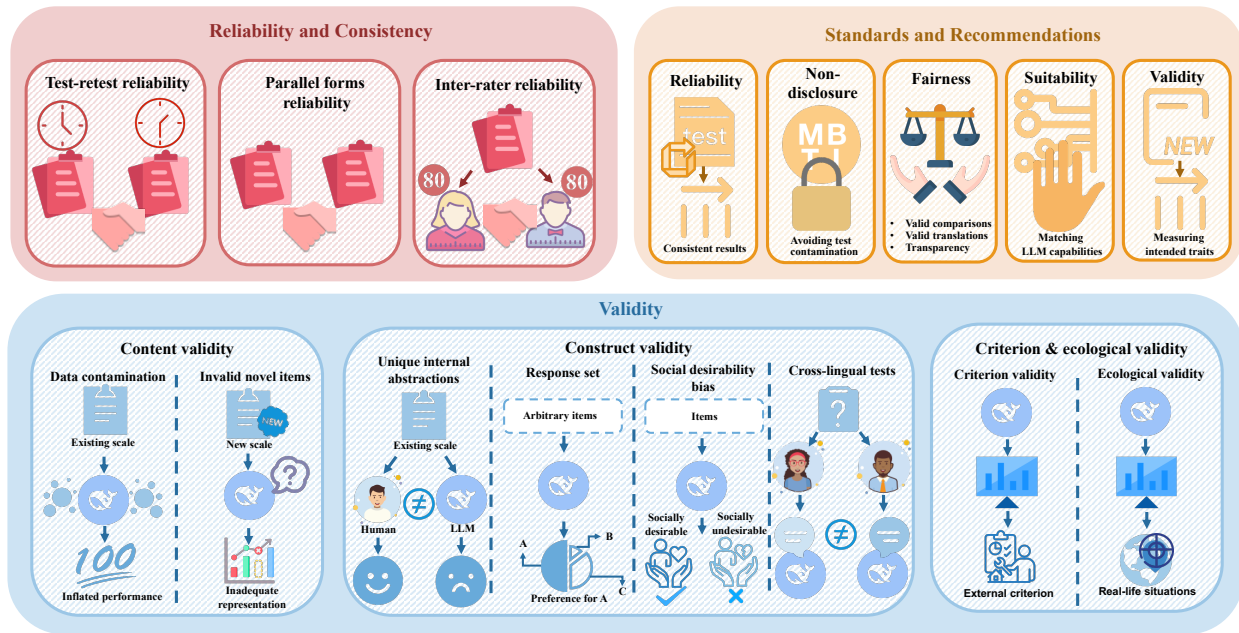 Reliability and Consistency
Test-retest reliability
Parallel forms
reliability
Inter-rater reliability
80
80
Standards and Recommendations
Reliability
test
Consistent results
Non-
disclosure
MB
T I
Avoiding test
contamination
Fairness
• Valid comparisons
• Valid translations
• Transparency
Suitability
Matching
LLM capabilities
Validity
NEW
Measuring
intended traits
Validity
Content validity
Data contamination
Existing scale
100
Inflated performance
Invalid novel items
NEW
New scale
?
Inadequate
representation
Construct validity
Unique internal
abstractions
Existing scale
≠
Human
LLM
Response set
Arbitrary items
A
B
C
Preference for A
Social desirability
bias
Items
Socially
desirable
Socially
undesirable
Cross-lingual tests
?
≠
Criterion & ecological validity
Criterion validity
External criterion
Ecological validity
Real-life situations